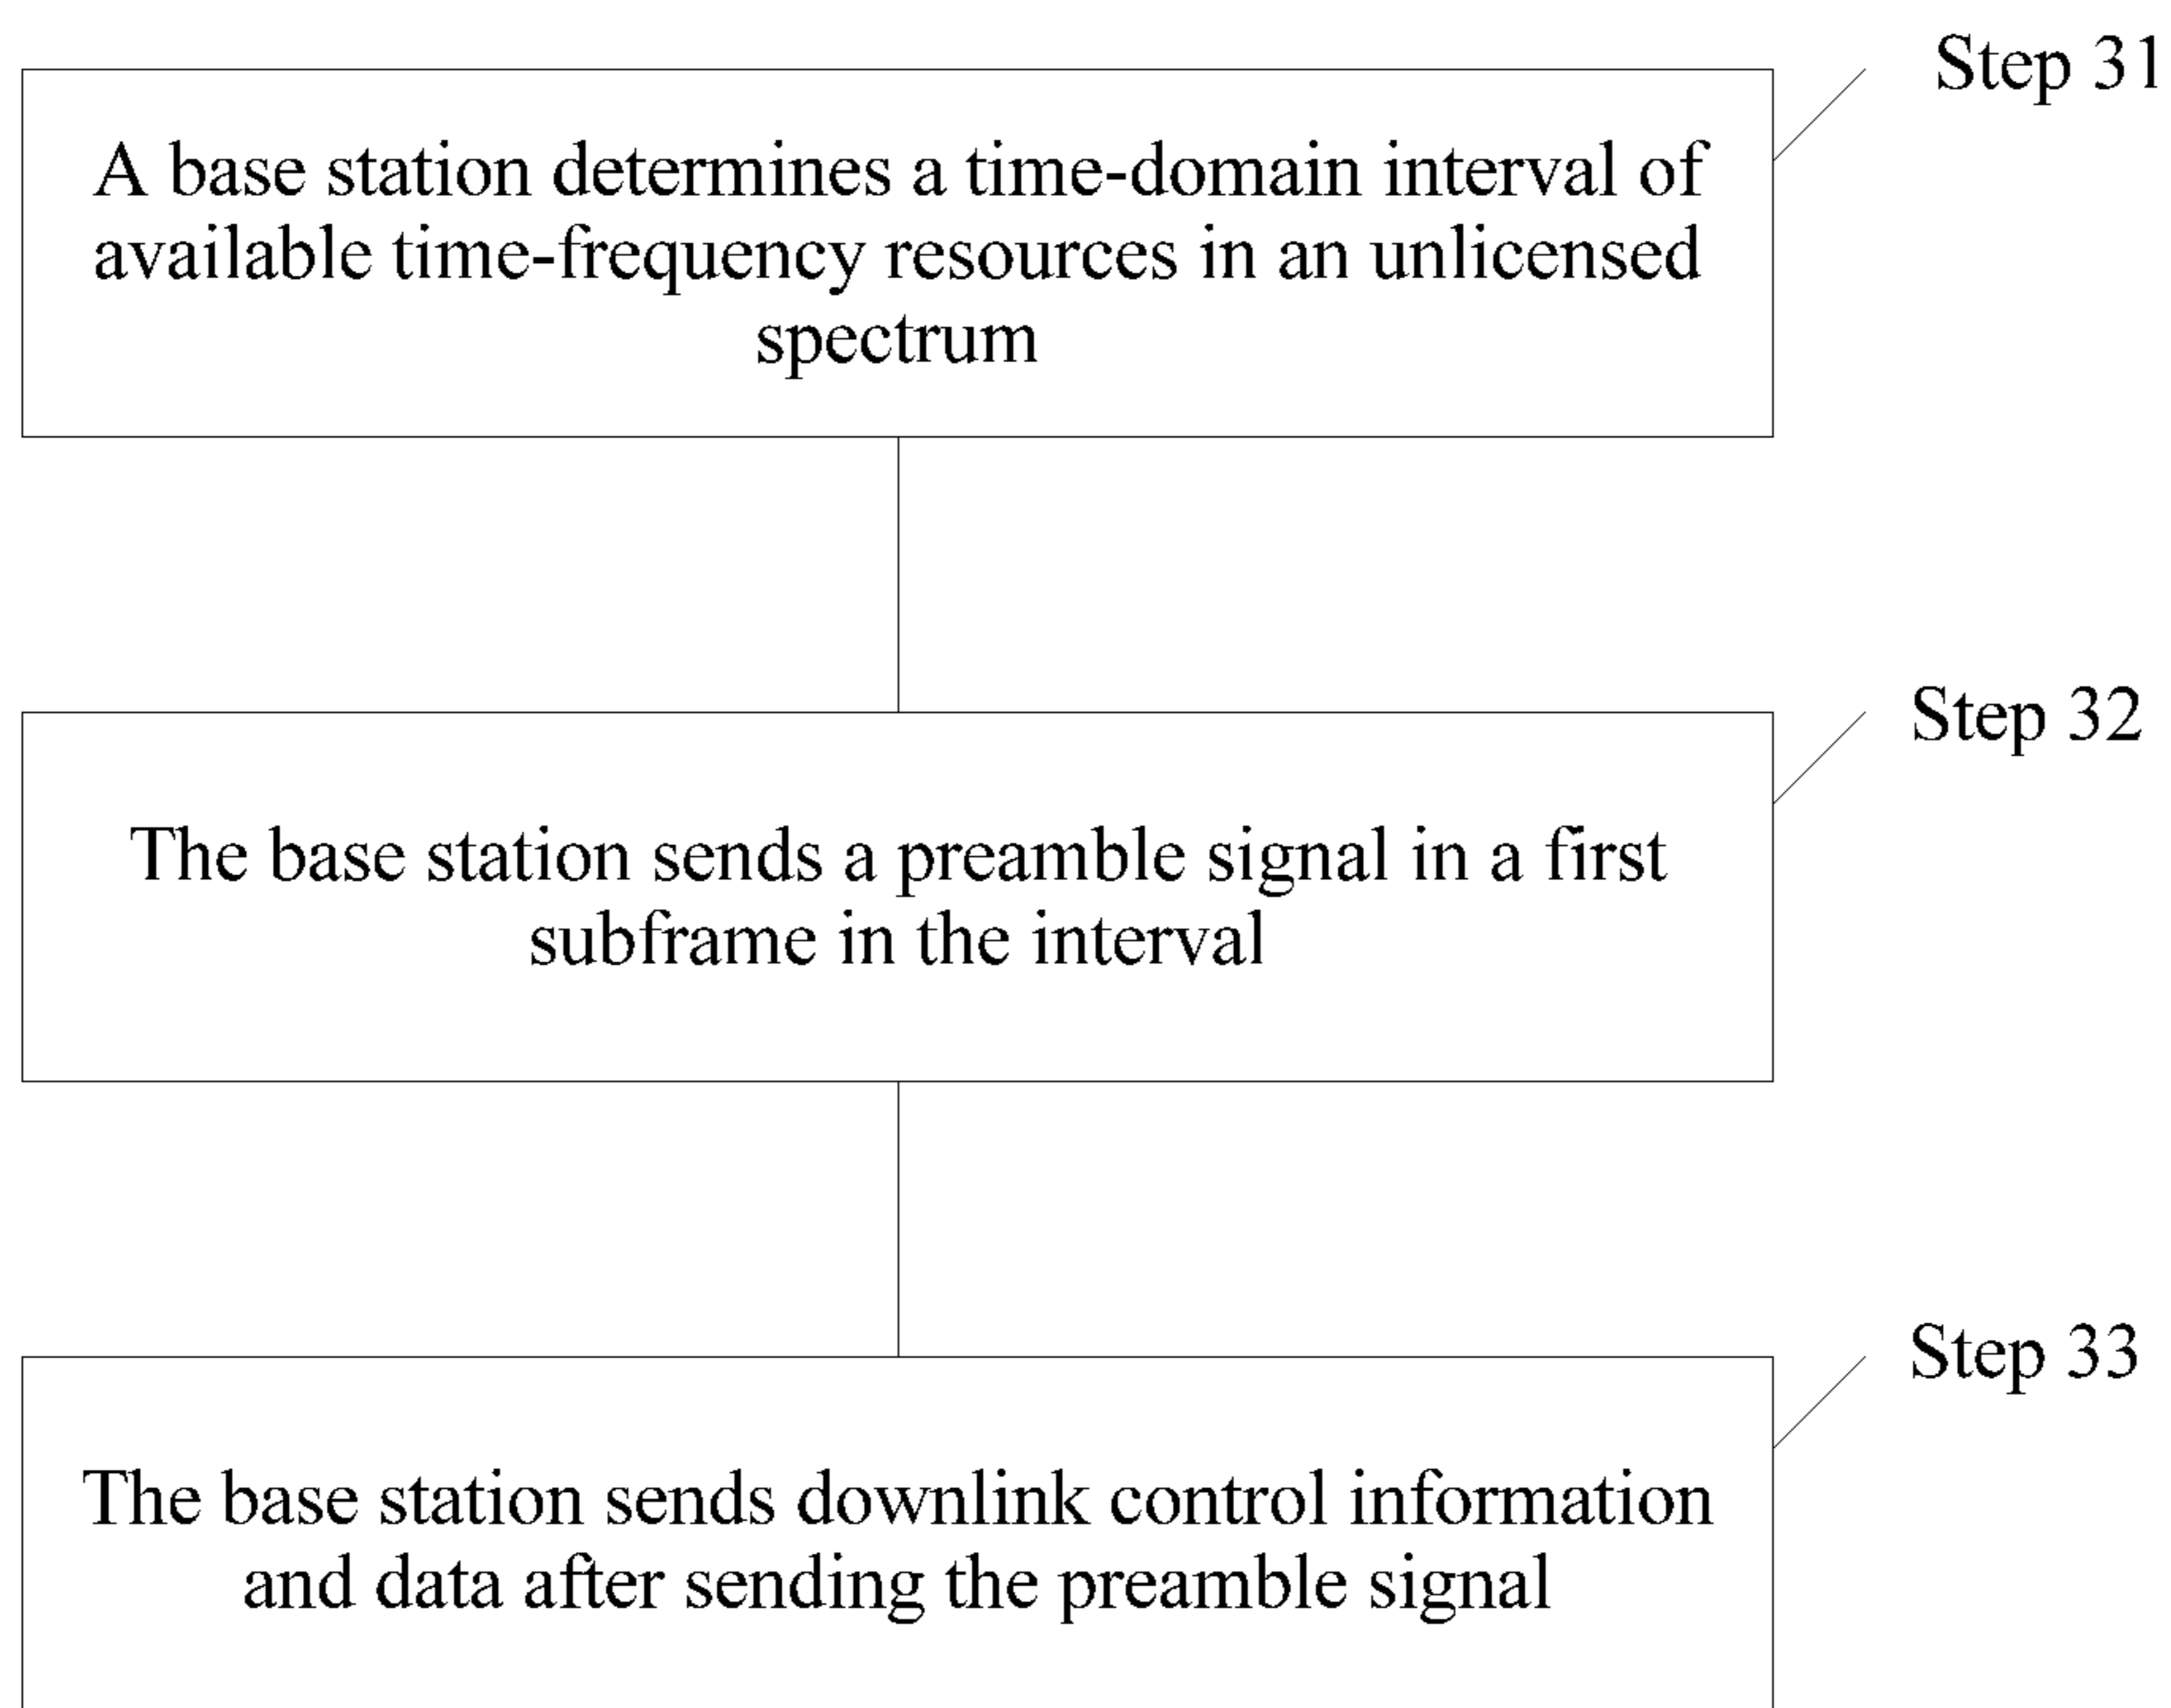 Step 31
A base station determines a time-domain interval of
available time-frequency resources in an unlicensed
spectrum
Step 32
The base station sends a preamble signal in a first
subframe in the interval
Step 33
The base station sends downlink control information
and data after sending the preamble signal